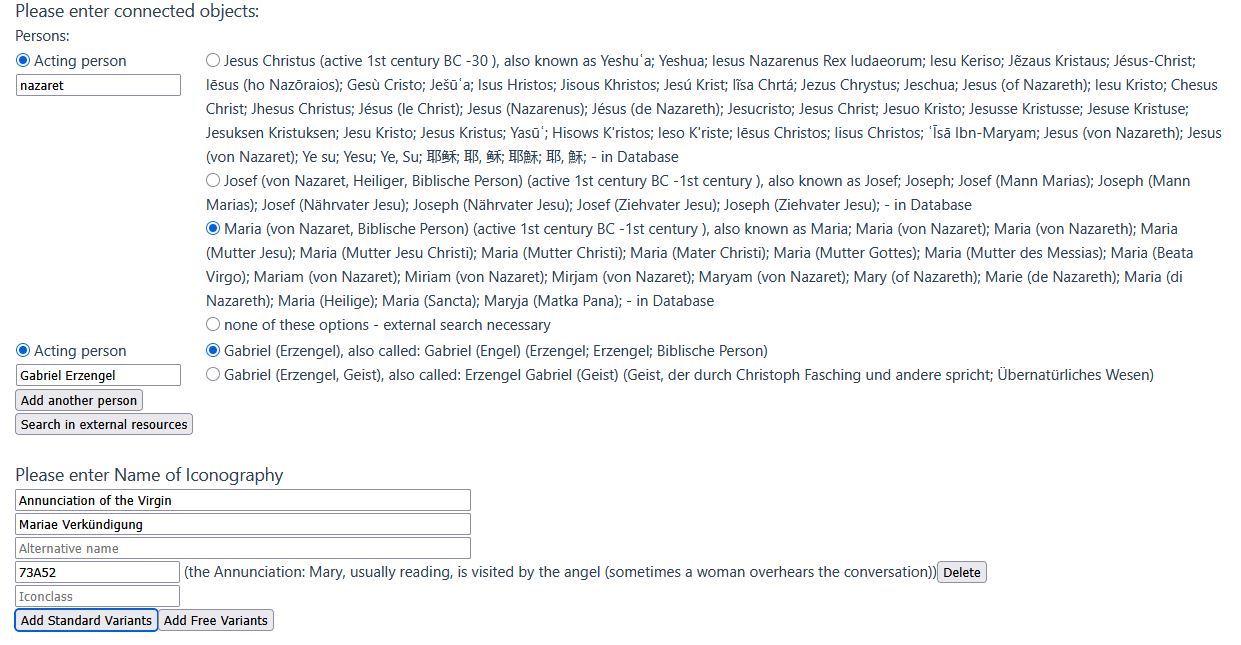 Please enter connected objects:
Persons:
Acting person
nazaret
Jesus Christus (active 1st century BC -30 ), also known as Yeshuʿa; Yeshua; Iesus Nazarenus Rex Iudaeorum; Iesu Keriso; Jēzaus Kristaus; Jésus-Christ;
Iēsus (ho Nazōraios); Gesù Cristo; Ješūʿa; Isus Hristos; Jisous Khristos; Jesú Krist; Iĩsa Chrtá; Jezus Chrystus; Jeschua; Jesus (of Nazareth); Iesu Kristo; Chesus
Christ; Jhesus Christus; Jésus (le Christ); Jesus (Nazarenus); Jésus (de Nazareth); Jesucristo; Jesus Christ; Jesuo Kristo; Jesusse Kristusse; Jesuse Kristuse;
Jesuksen Kristuksen; Jesu Kristo; Jesus Kristus; Yasūʿ; Hisows K'ristos; Ieso K'riste; Iēsus Christos; Iisus Christos; ʿĪsā Ibn-Maryam; Jesus (von Nazareth); Jesus
(von Nazaret); Ye su; Yesu; Ye, Su; 耶稣; 耶, 稣; 耶穌; 耶, 穌; - in Database
Josef (von Nazaret, Heiliger, Biblische Person) (active 1st century BC -1st century ), also known as Josef; Joseph; Josef (Mann Marias); Joseph (Mann
Marias); Josef (Nährvater Jesu); Joseph (Nährvater Jesu); Josef (Ziehvater Jesu); Joseph (Ziehvater Jesu); - in Database
Maria (von Nazaret, Biblische Person) (active 1st century BC -1st century ), also known as Maria; Maria (von Nazaret); Maria (von Nazareth); Maria
(Mutter Jesu); Maria (Mutter Jesu Christi); Maria (Mutter Christi); Maria (Mater Christi); Maria (Mutter Gottes); Maria (Mutter des Messias); Maria (Beata
Virgo); Mariam (von Nazaret); Miriam (von Nazaret); Mirjam (von Nazaret); Maryam (von Nazaret); Mary (of Nazareth); Marie (de Nazareth); Maria (di
Nazareth); Maria (Heilige); Maria (Sancta); Maryja (Matka Pana); - in Database
none of these options - external search necessary
Acting person
Gabriel Erzengel
Gabriel (Erzengel), also called: Gabriel (Engel) (Erzengel; Erzengel; Biblische Person)
Gabriel (Erzengel, Geist), also called: Erzengel Gabriel (Geist) (Geist, der durch Christoph Fasching und andere spricht; Übernatürliches Wesen)
Add another person
Search in external resources
Please enter Name of Iconography
Annunciation of the Virgin
Mariae Verkündigung
Alternative name
73A52 (the Annunciation: Mary, usually reading, is visited by the angel (sometimes a woman overhears the conversation)) Delete
Iconclass
Add Standard Variants Add Free Variants